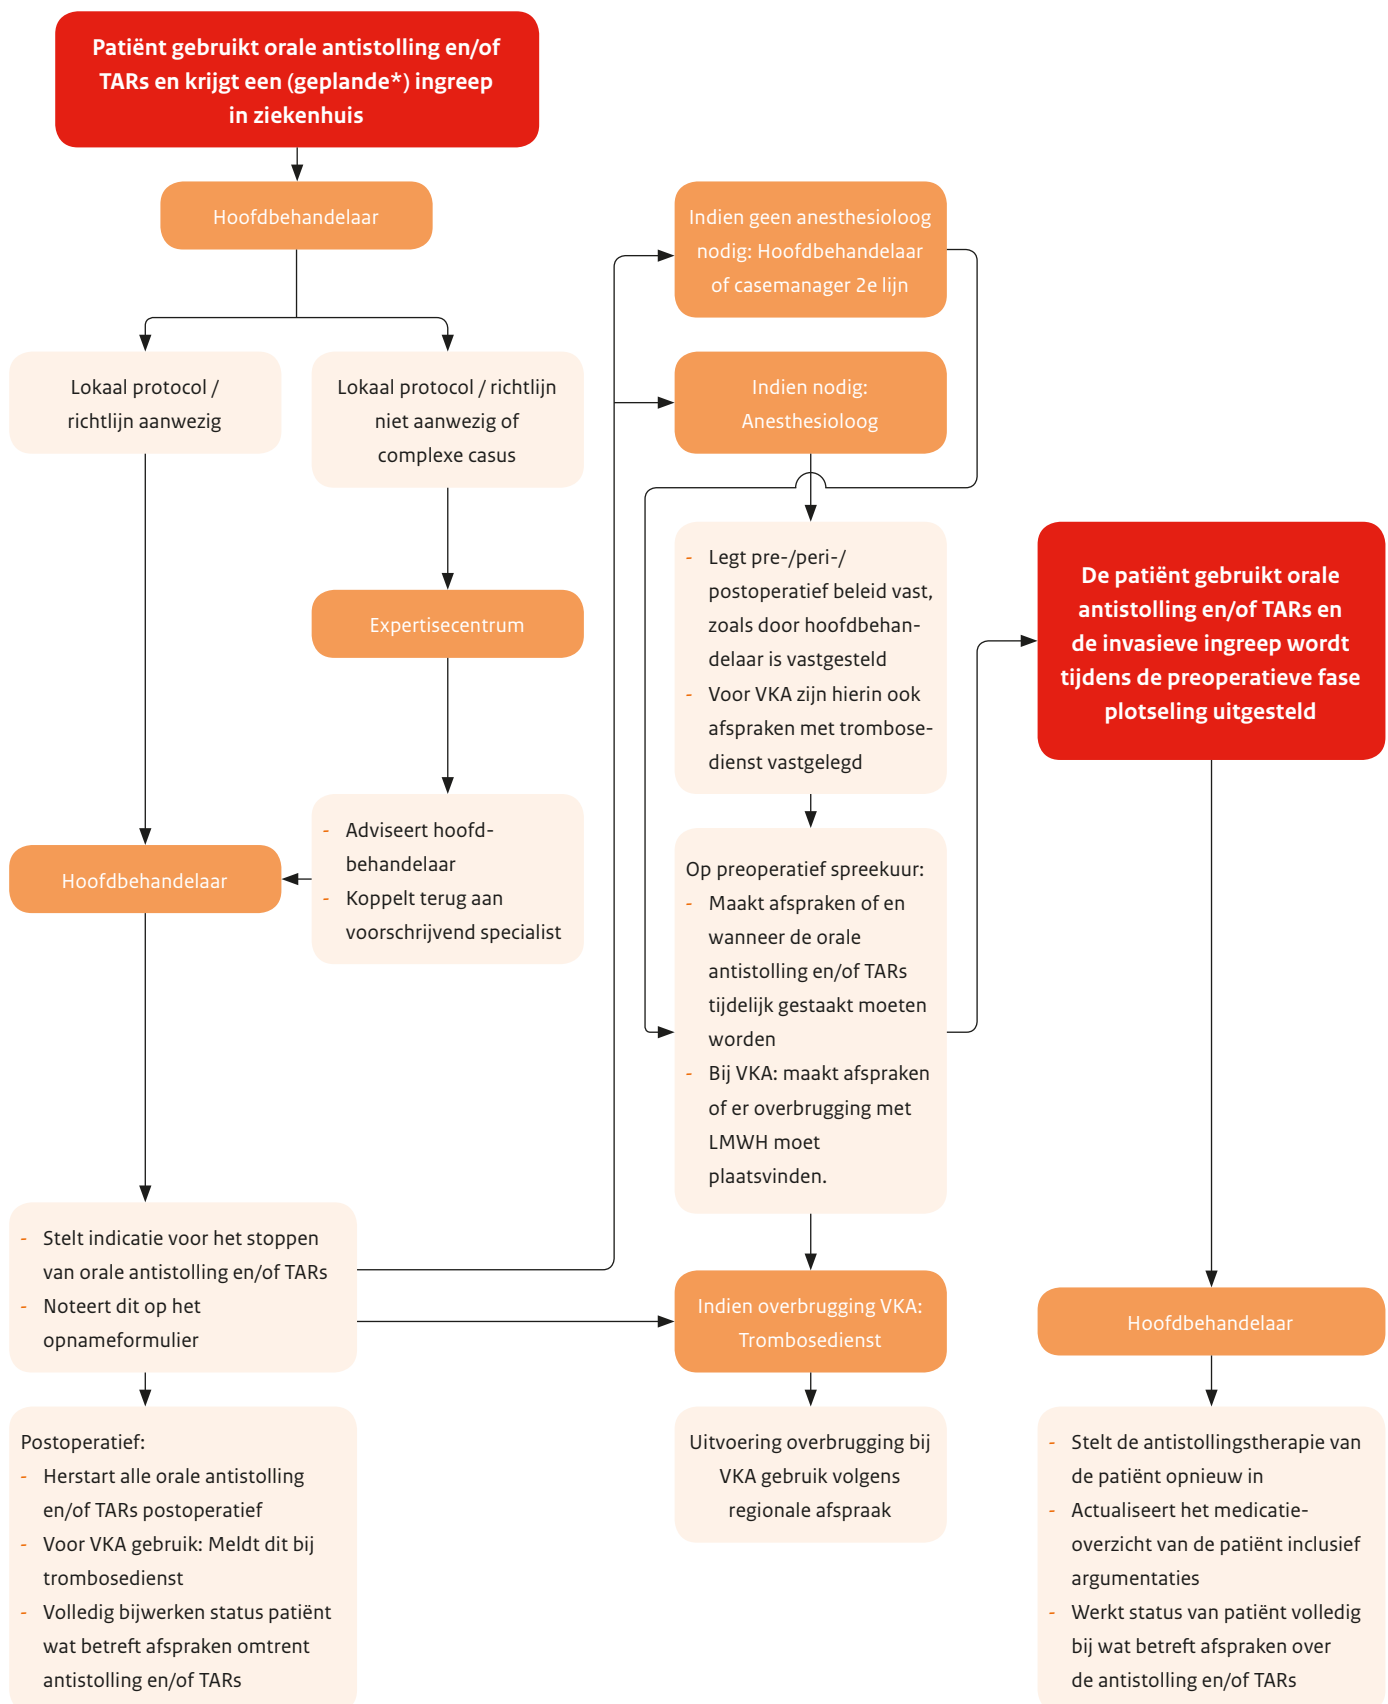 Patiënt gebruikt orale antistolling en/of
TARs en krijgt een (geplande*) ingreep
in ziekenhuis
Hoofdbehandelaar
Lokaal protocol /
richtlijn aanwezig
Lokaal protocol / richtlijn
niet aanwezig of
complexe casus
Expertisecentrum
- Adviseert hoofd-
behandelaar
- Koppelt terug aan
voorschrijvend specialist
Hoofdbehandelaar
- Stelt indicatie voor het stoppen
van orale antistolling en/of TARs
- Noteert dit op het
opnameformulier
Postoperatief:
- Herstart alle orale antistolling
en/of TARs postoperatief
- Voor VKA gebruik: Meldt dit bij
trombosedienst
- Volledig bijwerken status patiënt
wat betreft afspraken omtrent
antistolling en/of TARs
Indien geen anesthesioloog
nodig: Hoofdbehandelaar
of casemanager 2e lijn
Indien nodig:
Anesthesioloog
- Legt pre-/peri-/
postoperatief beleid vast,
zoals door hoofdbehan-
delaar is vastgesteld
- Voor VKA zijn hierin ook
afspraken met trombose-
dienst vastgelegd
Op preoperatief spreekuur:
- Maakt afspraken of en
wanneer de orale
antistolling en/of TARs
tijdelijk gestaakt moeten
worden
- Bij VKA: maakt afspraken
of er overbrugging met
LMWH moet
plaatsvinden.
Indien overbrugging VKA:
Trombosedienst
Uitvoering overbrugging bij
VKA gebruik volgens
regionale afspraak
De patiënt gebruikt orale
antistolling en/of TARs en
de invasieve ingreep wordt
tijdens de preoperatieve fase
plotseling uitgesteld
Hoofdbehandelaar
- Stelt de antistollingstherapie van
de patiënt opnieuw in
- Actualiseert het medicatie-
overzicht van de patiënt inclusief
argumentaties
- Werkt status van patiënt volledig
bij wat betreft afspraken over
de antistolling en/of TARs